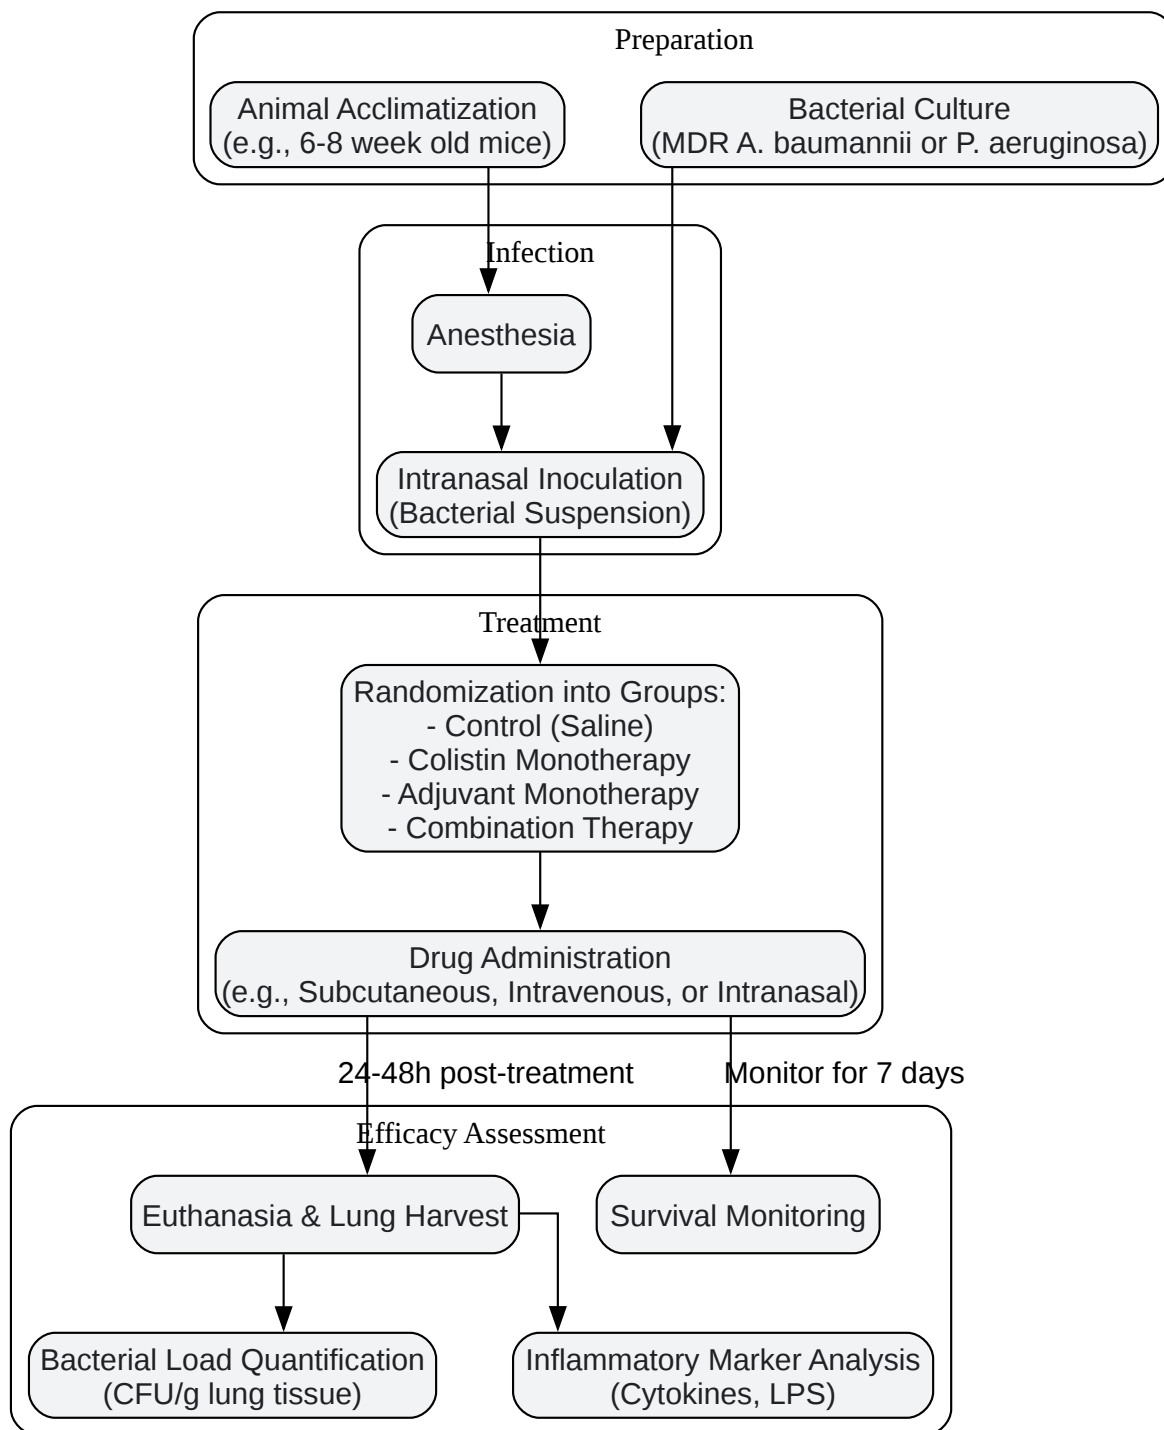 Preparation
Animal Acclimatization
(e.g., 6-8 week old mice)
Bacterial Culture
(MDR A. baumannii or P. aeruginosa)
Infection
Anesthesia
Intranasal Inoculation
(Bacterial Suspension)
Treatment
Randomization into Groups:
- Control (Saline)
- Colistin Monotherapy
- Adjuvant Monotherapy
- Combination Therapy
Drug Administration
(e.g., Subcutaneous, Intravenous, or Intranasal)
24-48h post-treatment
Monitor for 7 days
Efficacy Assessment
Euthanasia & Lung Harvest
Survival Monitoring
Bacterial Load Quantification
(CFU/g lung tissue)
Inflammatory Marker Analysis
(Cytokines, LPS)